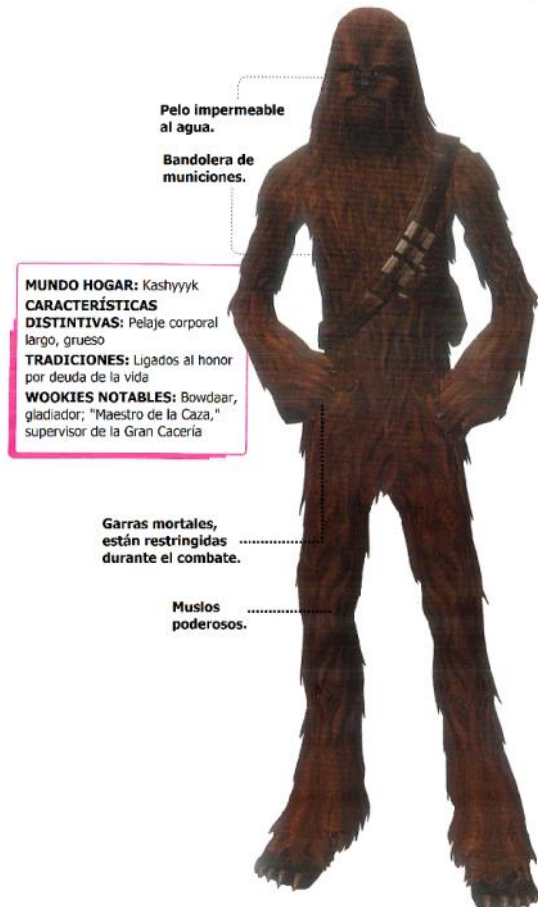 Pelo impermeable
al agua.
Bandolera de
municiones.
MUNDO HOGAR: Kashyyyk
CARACTERÍSTICAS
DISTINTIVAS: Pelaje corporal
largo, grueso
TRADICIONES: Ligados al honor
por deuda de la vida
WOOKIES NOTABLES: Bowdaar,
gladiador; "Maestro de la Caza,"
supervisor de la Gran Cacería
Garras mortales,
están restringidas
durante el combate.
Muslos
poderosos.